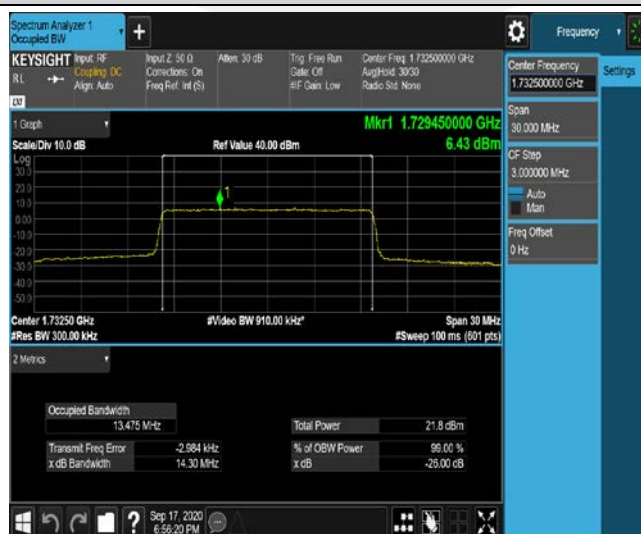 Spectrum Analyzer 1
Occupied BW
+
Frequency
KEYSIGHT
RL
Input: RF
Coupling: DC
Align: Auto
Input Z: 50 Ω
Corrections: On
Freq Ref: Int (S)
Atten: 30 dB
Trig: Free Run
Gate: Off
#IF Gain: Low
Center Freq: 1.732500000 GHz
Avg|Hold: 30/30
Radio Std: None
Center Frequency
1.732500000 GHz
Settings
Span
30.000 MHz
CF Step
3.000000 MHz
Auto
Man
Freq Offset
0 Hz
1 Graph
Scale/Div 10.0 dB
Ref Value 40.00 dBm
Mkr1 1.729450000 GHz
6.43 dBm
Log
30.0
20.0
10.0
0.00
-10.0
-20.0
-30.0
-40.0
-50.0
1
Center 1.73250 GHz
#Res BW 300.00 kHz
#Video BW 910.00 kHz*
Span 30 MHz
#Sweep 100 ms (601 pts)
2 Metrics
Occupied Bandwidth
13.475 MHz
Total Power 21.8 dBm
Transmit Freq Error -2.984 kHz
% of OBW Power 99.00 %
x dB Bandwidth 14.30 MHz
x dB -26.00 dB
?
Sep 17, 2020
6:56:20 PM